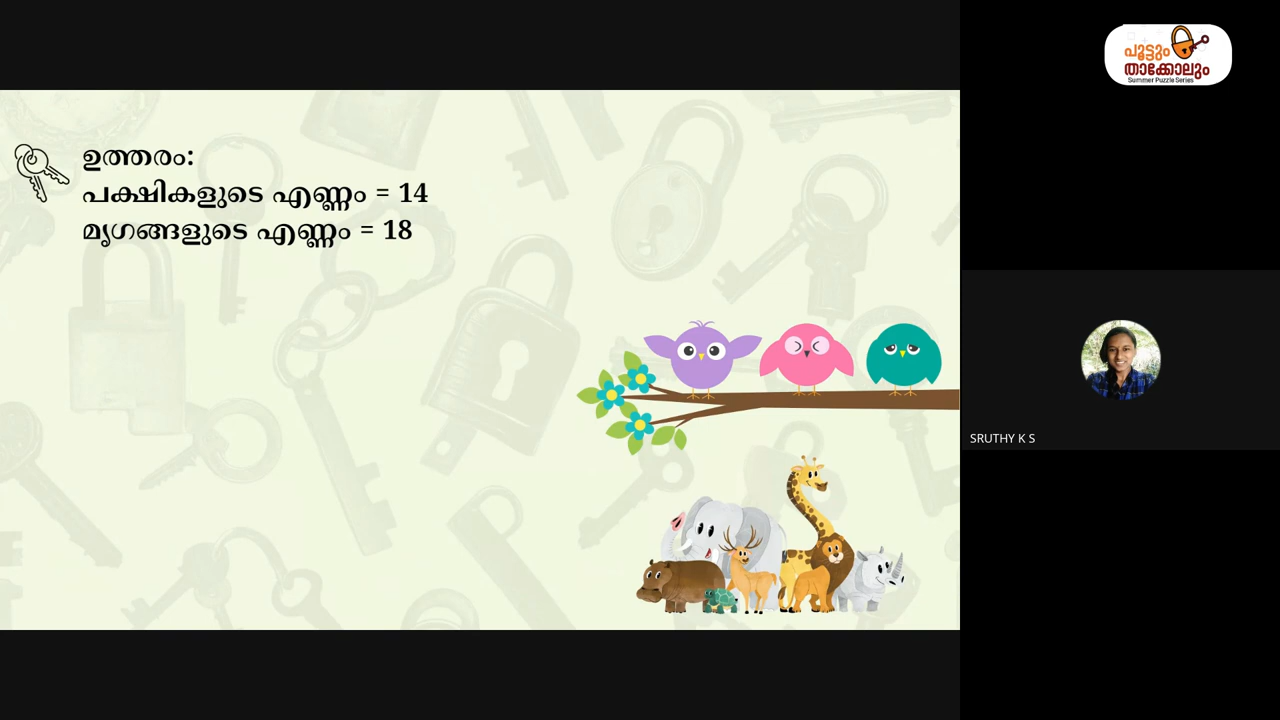 ഉത്തരം:
പക്ഷികളുടെ എണ്ണം = 14
മൃഗങ്ങളുടെ എണ്ണം = 18
പൂട്ടും
താക്കോലും
Summer Puzzle Series
SRUTHY K S